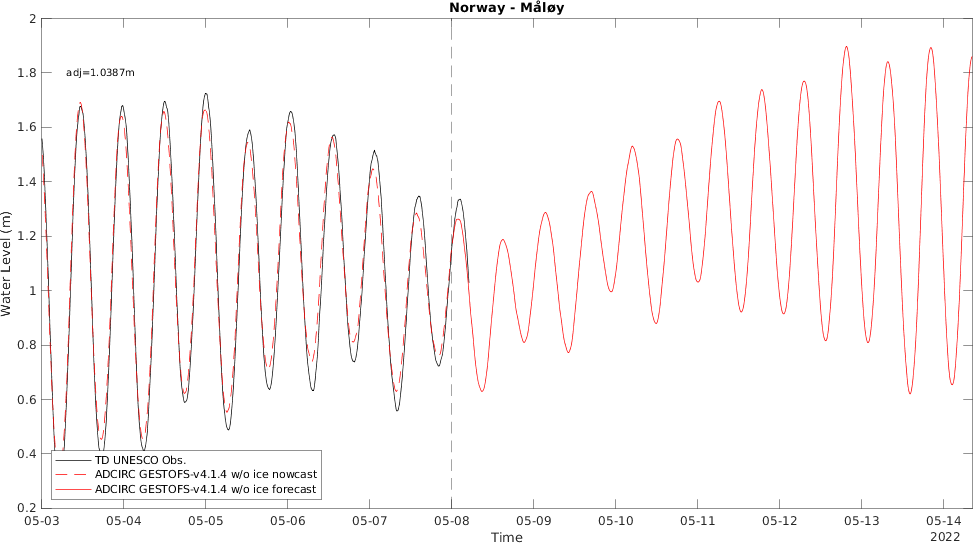 Norway - Måløy
2
1.8
1.6
1.4
1.2
1
0.8
0.6
0.4
0.2
Water Level (m)
adj=1.0387m
TD UNESCO Obs.
ADCIRC GESTOFS-v4.1.4 w/o ice nowcast
ADCIRC GESTOFS-v4.1.4 w/o ice forecast
05-03 05-04 05-05 05-06 05-07 05-08 05-09 05-10 05-11 05-12 05-13 05-14
Time
2022